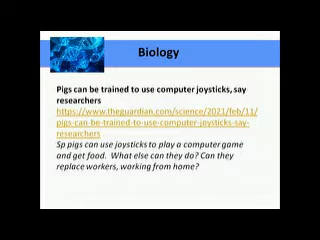 Biology
Pigs can be trained to use computer joysticks, say
researchers
https://www.theguardian.com/science/2021/feb/11/
pigs-can-be-trained-to-use-computer-joysticks-say-
researchers
So pigs can use joysticks to play a computer game
and get food.  What else can they do? Can they
replace workers, working from home?